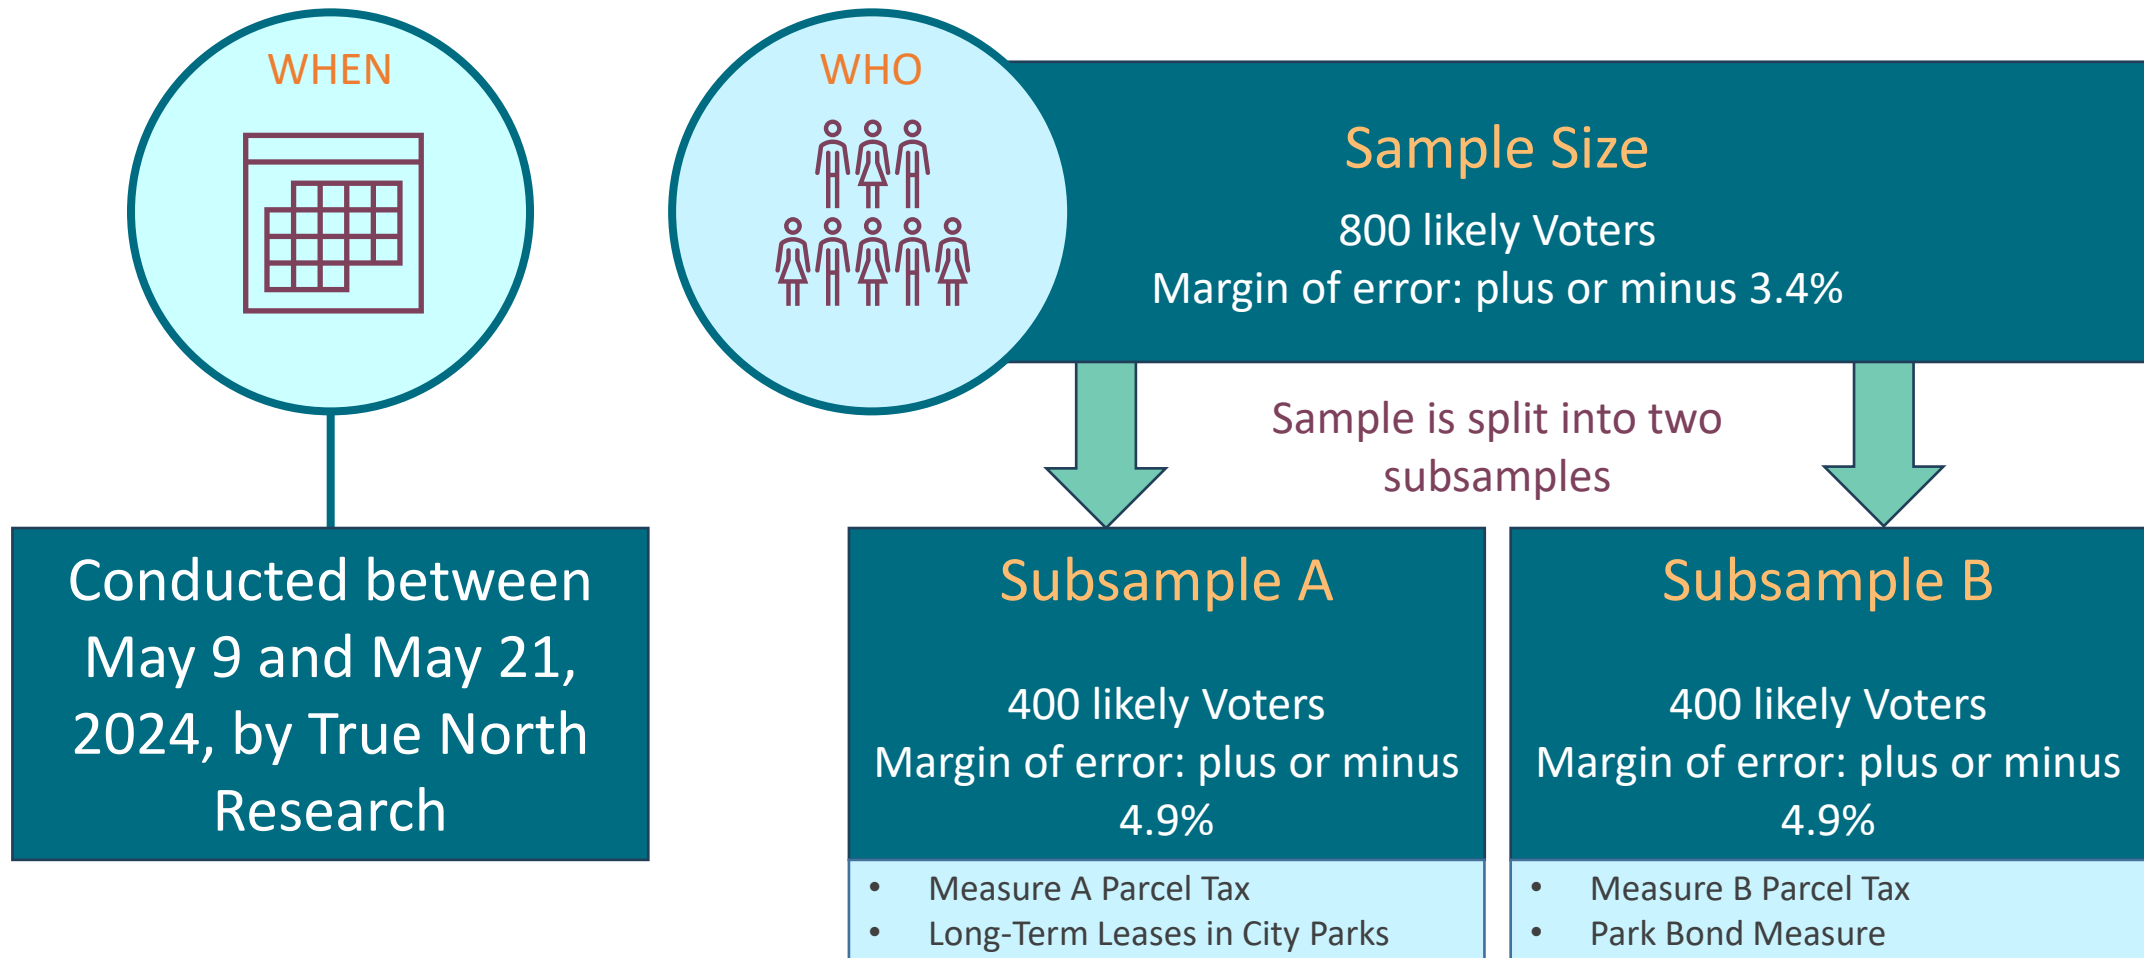 WHEN
WHO
Sample Size
800 likely Voters
Margin of error: plus or minus 3.4%
Sample is split into two
subsamples
Conducted between
May 9 and May 21,
2024, by True North
Research
Subsample A
400 likely Voters
Margin of error: plus or minus
4.9%
• Measure A Parcel Tax
• Long-Term Leases in City Parks
Subsample B
400 likely Voters
Margin of error: plus or minus
4.9%
• Measure B Parcel Tax
• Park Bond Measure